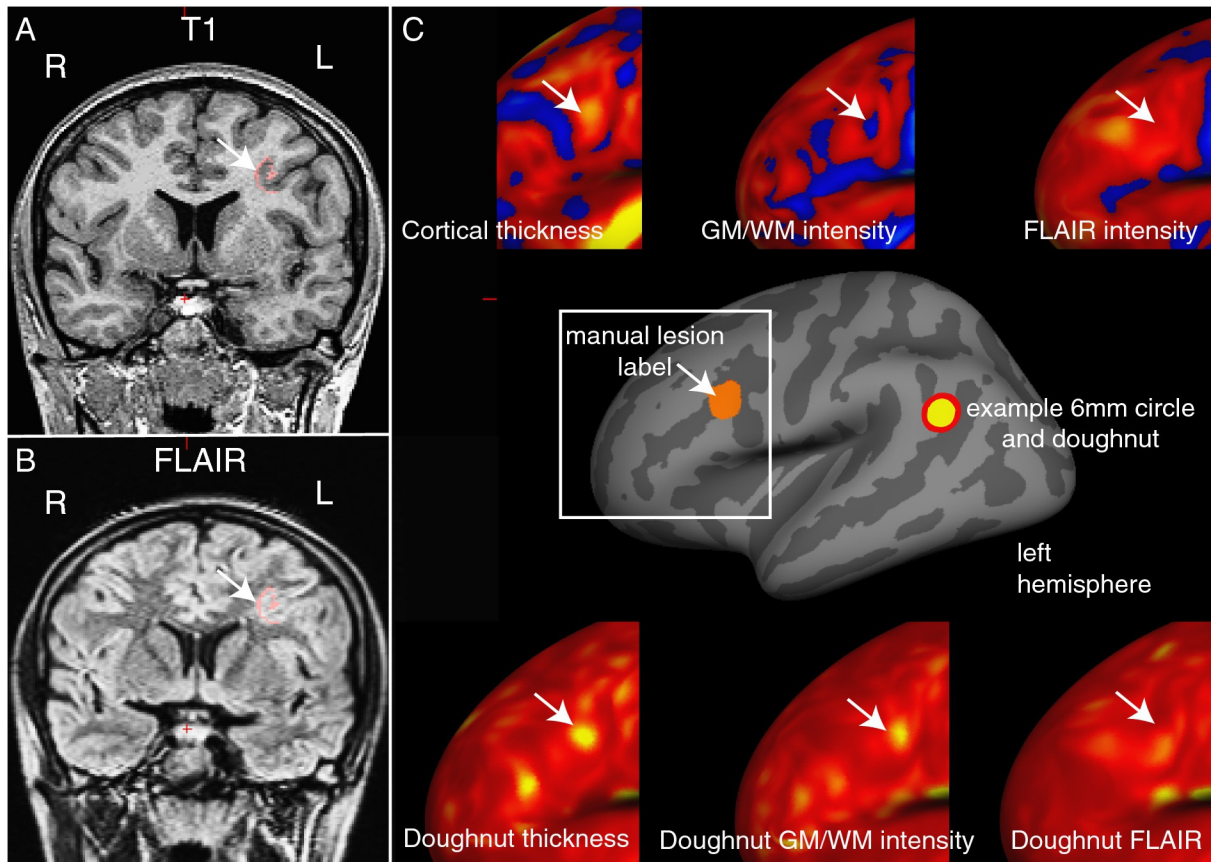 A
T1
R
L
B
FLAIR
R
L
C
Cortical thickness
GM/WM intensity
FLAIR intensity
manual lesion
label
example 6mm circle
and doughnut
left
hemisphere
Doughnut thickness
Doughnut GM/WM intensity
Doughnut FLAIR